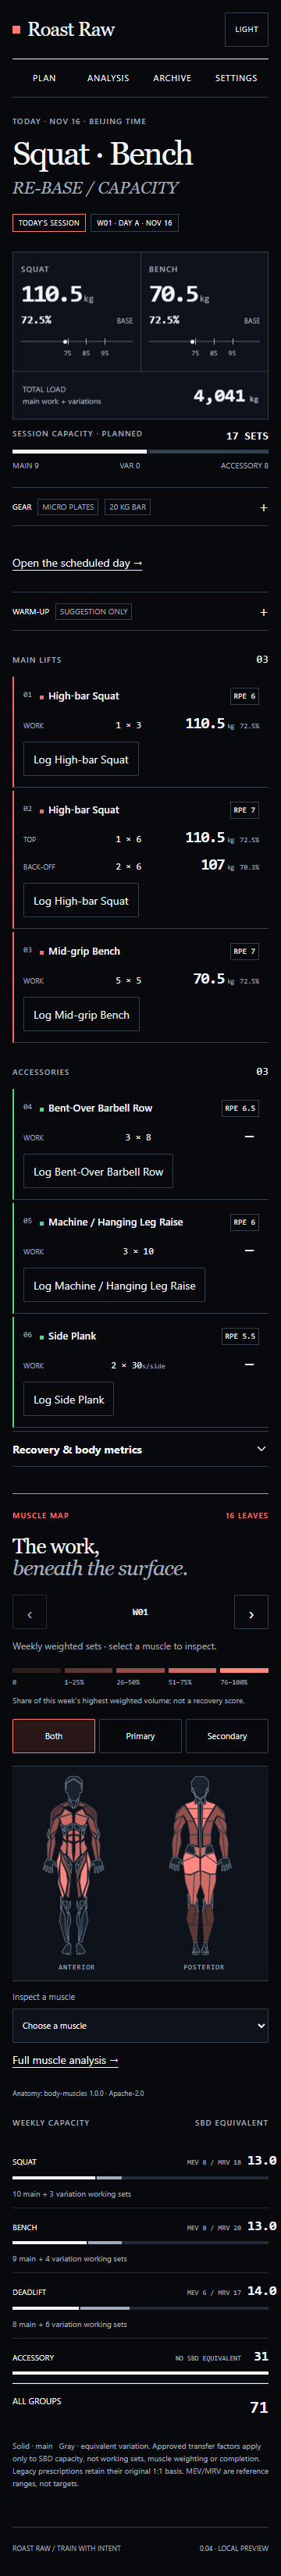 Roast Raw
LIGHT
PLAN ANALYSIS ARCHIVE SETTINGS
TODAY · NOV 16 · BEIJING TIME
Squat · Bench
RE-BASE / CAPACITY
TODAY'S SESSION
W01 · DAY A · NOV 16
SQUAT
110.5 kg
72.5% BASE
75 85 95
BENCH
70.5 kg
72.5% BASE
75 85 95
TOTAL LOAD
main work + variations
4,041 kg
SESSION CAPACITY · PLANNED 17 SETS
MAIN 9 VAR 0 ACCESSORY 8
GEAR MICRO PLATES 20 KG BAR +
Open the scheduled day →
WARM-UP SUGGESTION ONLY +
MAIN LIFTS 03
01 High-bar Squat RPE 6
WORK 1 × 3 110.5 kg 72.5%
Log High-bar Squat
02 High-bar Squat RPE 7
TOP 1 × 6 110.5 kg 72.5%
BACK-OFF 2 × 6 107 kg 70.3%
Log High-bar Squat
03 Mid-grip Bench RPE 7
WORK 5 × 5 70.5 kg 72.5%
Log Mid-grip Bench
ACCESSORIES 03
04 Bent-Over Barbell Row RPE 6.5
WORK 3 × 8 —
Log Bent-Over Barbell Row
05 Machine / Hanging Leg Raise RPE 6
WORK 3 × 10 —
Log Machine / Hanging Leg Raise
06 Side Plank RPE 5.5
WORK 2 × 30s/side —
Log Side Plank
Recovery & body metrics
MUSCLE MAP 16 LEAVES
The work,
beneath the surface.
‹ W01 ›
Weekly weighted sets · select a muscle to inspect.
0 1–25% 26–50% 51–75% 76–100%
Share of this week's highest weighted volume; not a recovery score.
Both Primary Secondary
ANTERIOR POSTERIOR
Inspect a muscle
Choose a muscle
Full muscle analysis →
Anatomy: body-muscles 1.0.0 · Apache-2.0
WEEKLY CAPACITY SBD EQUIVALENT
SQUAT MEV 8 / MRV 18 13.0
10 main + 3 variation working sets
BENCH MEV 8 / MRV 20 13.0
9 main + 4 variation working sets
DEADLIFT MEV 6 / MRV 17 14.0
8 main + 6 variation working sets
ACCESSORY NO SBD EQUIVALENT 31
ALL GROUPS 71
Solid · main Gray · equivalent variation. Approved transfer factors apply
only to SBD capacity, not working sets, muscle weighting or completion.
Legacy prescriptions retain their original 1:1 basis. MEV/MRV are reference
ranges, not targets.
ROAST RAW / TRAIN WITH INTENT 0.04 · LOCAL PREVIEW